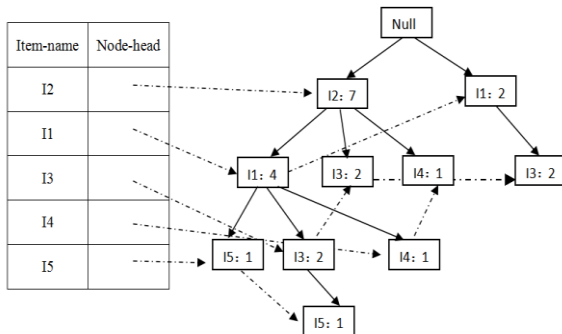 Item-name Node-head
I2
I1
I3
I4
I5
Null
I2: 7
I1: 2
I1: 4
I3: 2
I4: 1
I3: 2
I5: 1
I3: 2
I4: 1
I5: 1